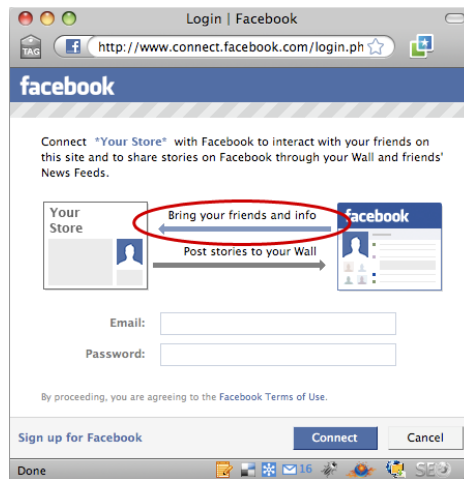 Login | Facebook
TAG
f http://www.connect.facebook.com/login.ph
facebook
Connect *Your Store* with Facebook to interact with your friends on
this site and to share stories on Facebook through your Wall and friends'
News Feeds.
Your
Store
Bring your friends and info
facebook
Post stories to your Wall
Email:
Password:
By proceeding, you are agreeing to the Facebook Terms of Use.
Sign up for Facebook
Connect
Cancel
Done
16
SE